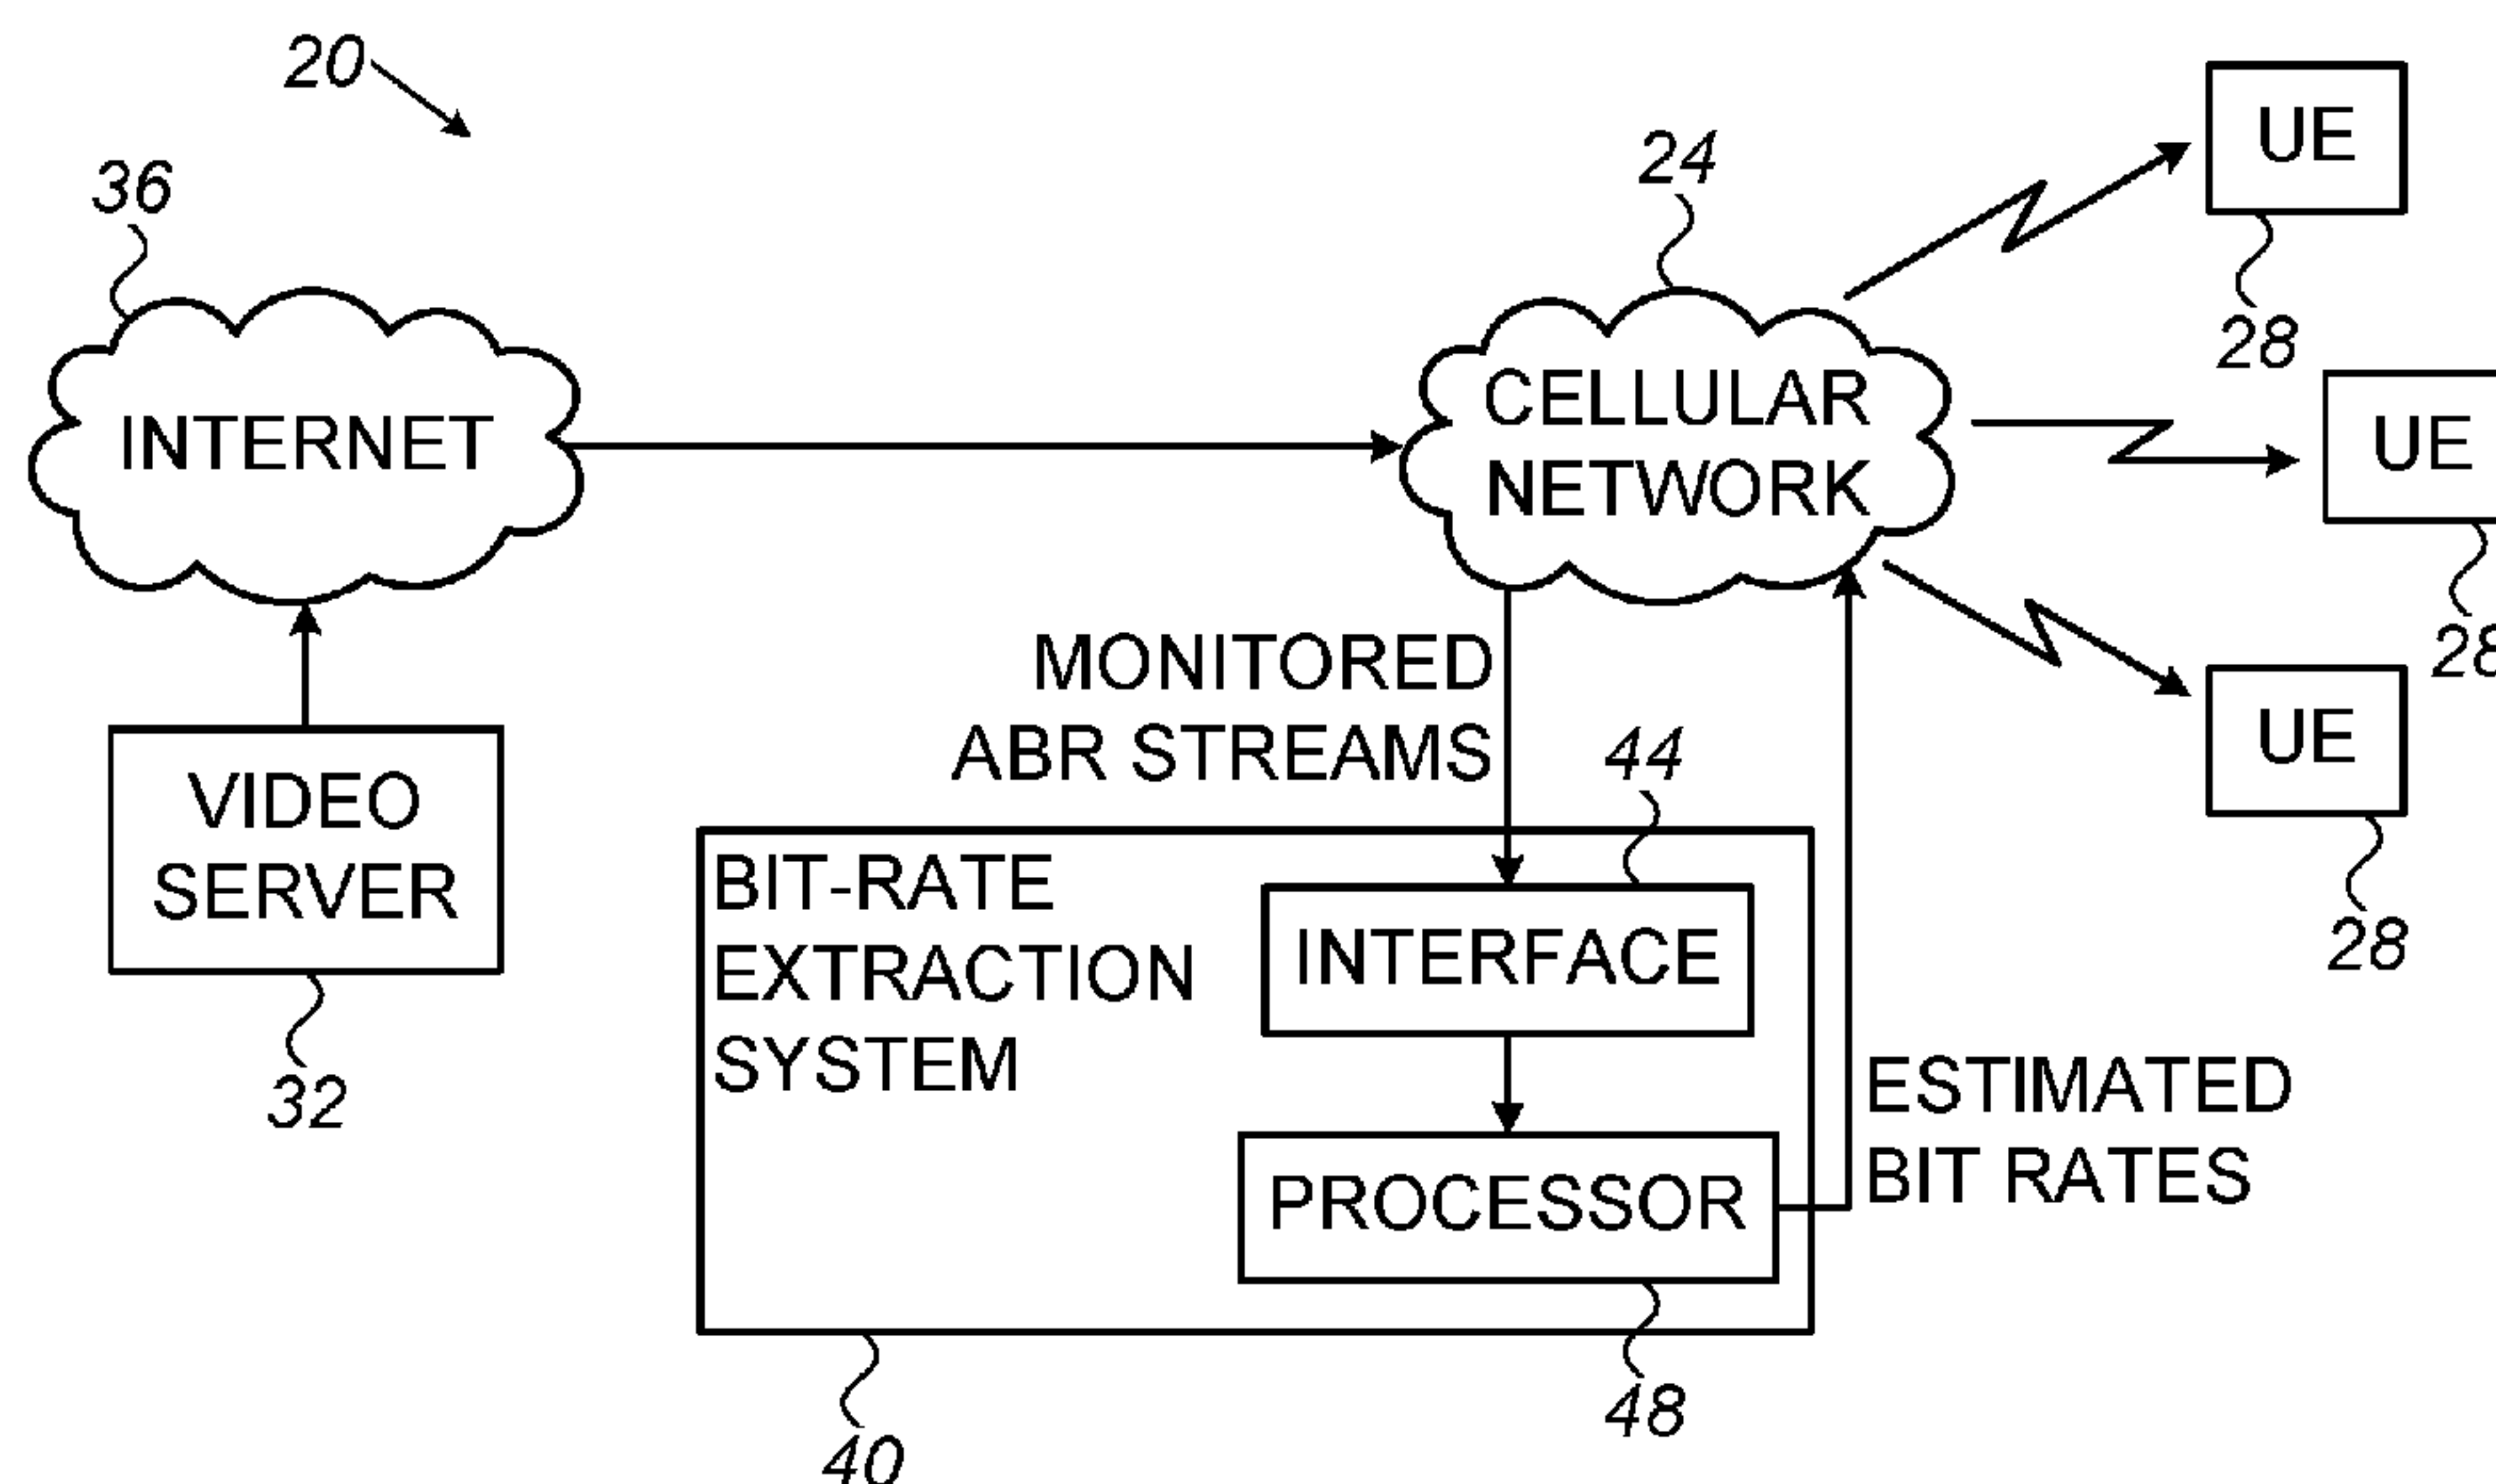 20
36
24
UE
28
INTERNET
CELLULAR
NETWORK
UE
28
MONITORED
ABR STREAMS
44
UE
28
VIDEO
SERVER
32
BIT-RATE
EXTRACTION
SYSTEM
INTERFACE
PROCESSOR
ESTIMATED
BIT RATES
48
40